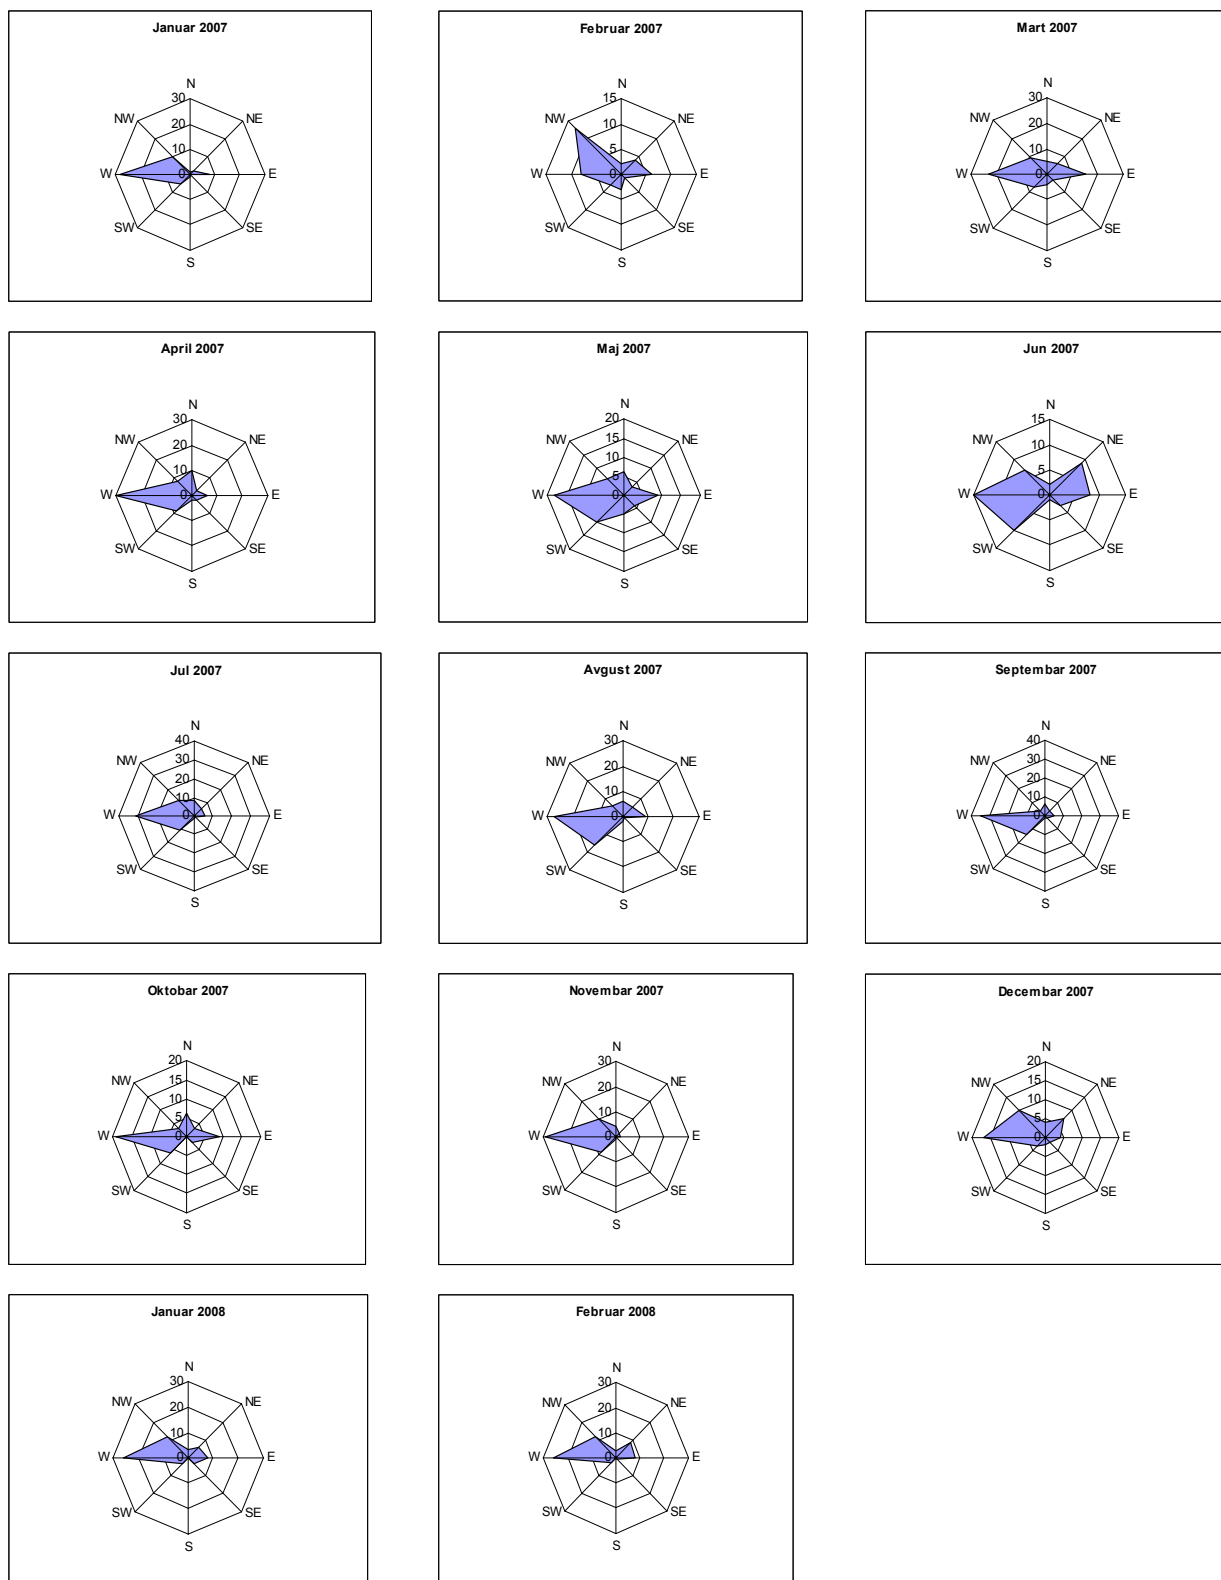 Januar 2007
N
30
NW
NE
20
10
W
0
E
SW
SE
S
Februar 2007
N
15
NW
NE
10
5
W
0
E
SW
SE
S
Mart 2007
N
30
NW
NE
20
10
W
0
E
SW
SE
S
April 2007
N
30
NW
NE
20
10
W
0
E
SW
SE
S
Maj 2007
N
20
NW
NE
15
10
5
W
0
E
SW
SE
S
Jun 2007
N
15
NW
NE
10
5
W
0
E
SW
SE
S
Jul 2007
N
40
NW
NE
30
20
10
W
0
E
SW
SE
S
Avgust 2007
N
30
NW
NE
20
10
W
0
E
SW
SE
S
Septembar 2007
N
40
NW
NE
30
20
10
W
0
E
SW
SE
S
Oktobar 2007
N
20
NW
NE
15
10
5
W
0
E
SW
SE
S
Novembar 2007
N
30
NW
NE
20
10
W
0
E
SW
SE
S
Decembar 2007
N
20
NW
NE
15
10
5
W
0
E
SW
SE
S
Januar 2008
N
30
NW
NE
20
10
W
0
E
SW
SE
S
Februar 2008
N
30
NW
NE
20
10
W
0
E
SW
SE
S